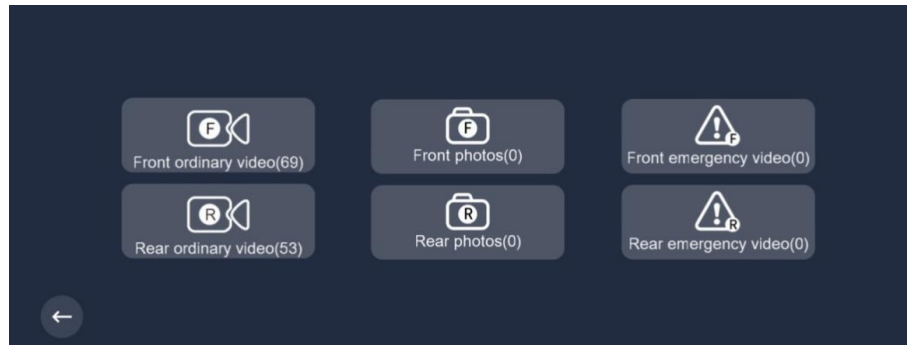 F
Front ordinary video(69)
F
Front photos(0)
F
Front emergency video(0)
R
Rear ordinary video(53)
R
Rear photos(0)
R
Rear emergency video(0)